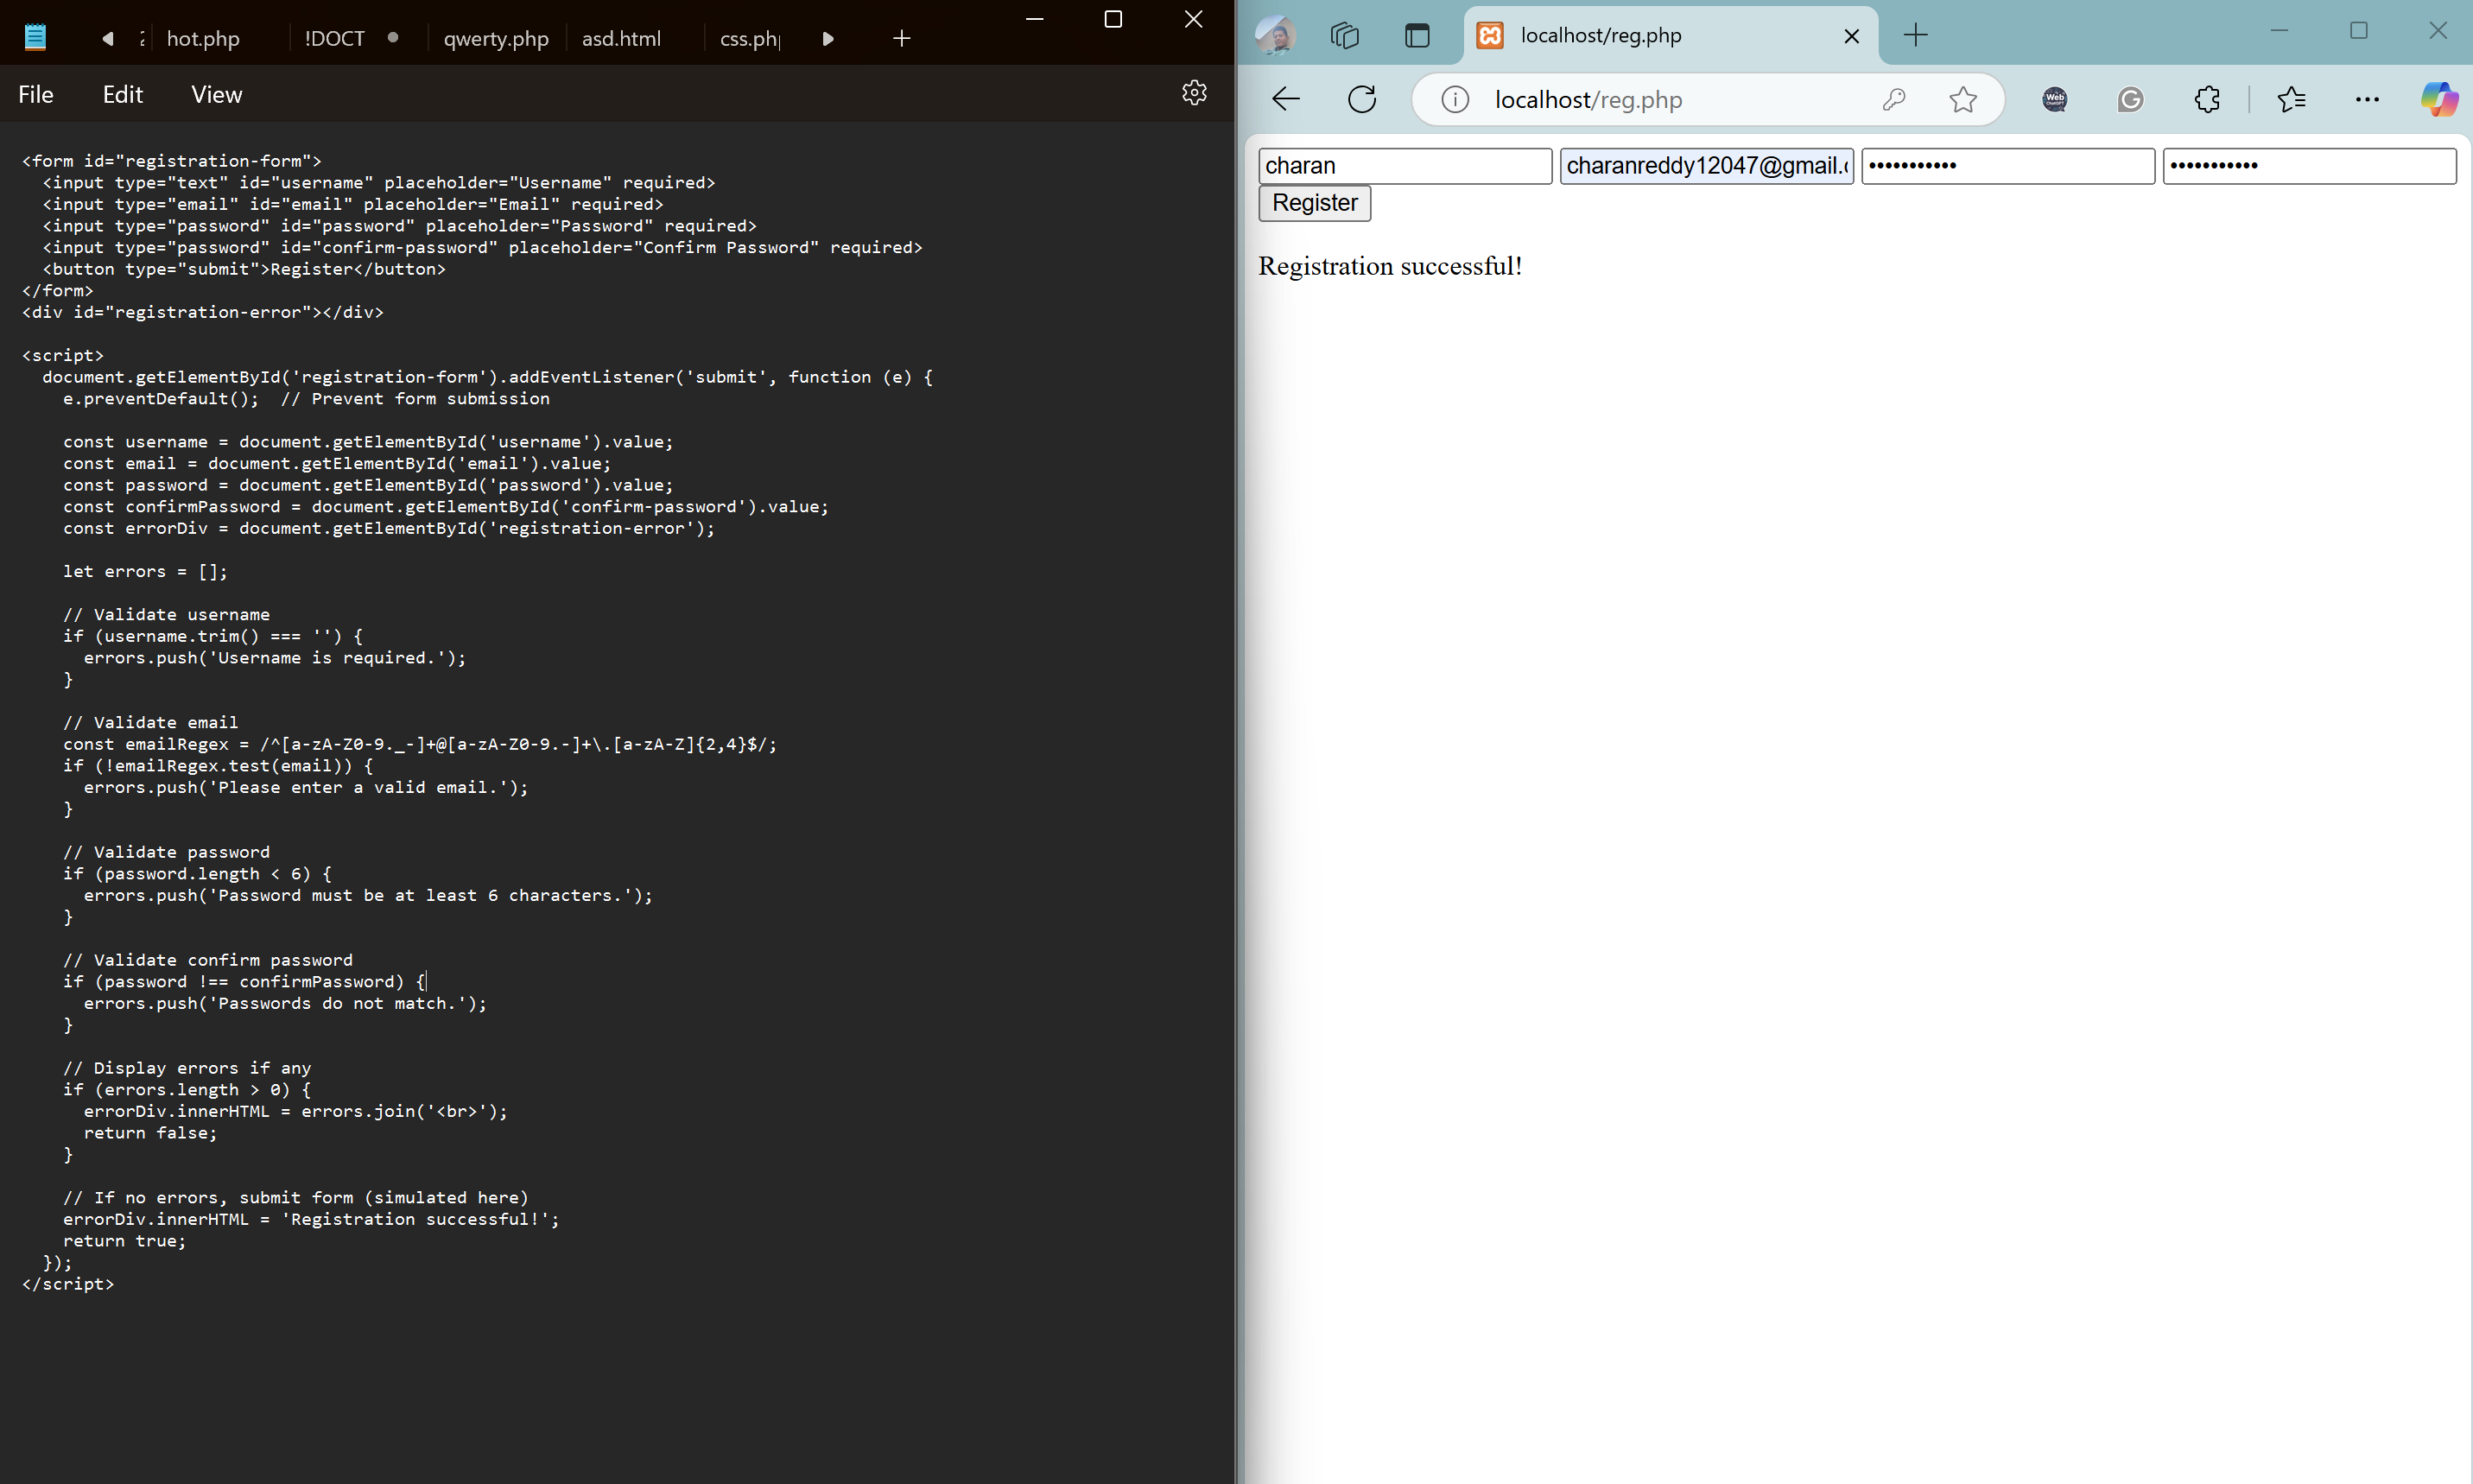 hot.php
!DOCT
qwerty.php
asd.html
css.ph
File
Edit
View
<form id="registration-form">
  <input type="text" id="username" placeholder="Username" required>
  <input type="email" id="email" placeholder="Email" required>
  <input type="password" id="password" placeholder="Password" required>
  <input type="password" id="confirm-password" placeholder="Confirm Password" required>
  <button type="submit">Register</button>
</form>
<div id="registration-error"></div>

<script>
  document.getElementById('registration-form').addEventListener('submit', function (e) {
    e.preventDefault();  // Prevent form submission

    const username = document.getElementById('username').value;
    const email = document.getElementById('email').value;
    const password = document.getElementById('password').value;
    const confirmPassword = document.getElementById('confirm-password').value;
    const errorDiv = document.getElementById('registration-error');

    let errors = [];

    // Validate username
    if (username.trim() === '') {
      errors.push('Username is required.');
    }

    // Validate email
    const emailRegex = /^[a-zA-Z0-9._-]+@[a-zA-Z0-9.-]+\.[a-zA-Z]{2,4}$/;
    if (!emailRegex.test(email)) {
      errors.push('Please enter a valid email.');
    }

    // Validate password
    if (password.length < 6) {
      errors.push('Password must be at least 6 characters.');
    }

    // Validate confirm password
    if (password !== confirmPassword) {
      errors.push('Passwords do not match.');
    }

    // Display errors if any
    if (errors.length > 0) {
      errorDiv.innerHTML = errors.join('<br>');
      return false;
    }

    // If no errors, submit form (simulated here)
    errorDiv.innerHTML = 'Registration successful!';
    return true;
  });
</script>
localhost/reg.php
localhost/reg.php
Web
ChatGPT
charan
charanreddy12047@gmail.
•••••••••••
•••••••••••
Register
Registration successful!